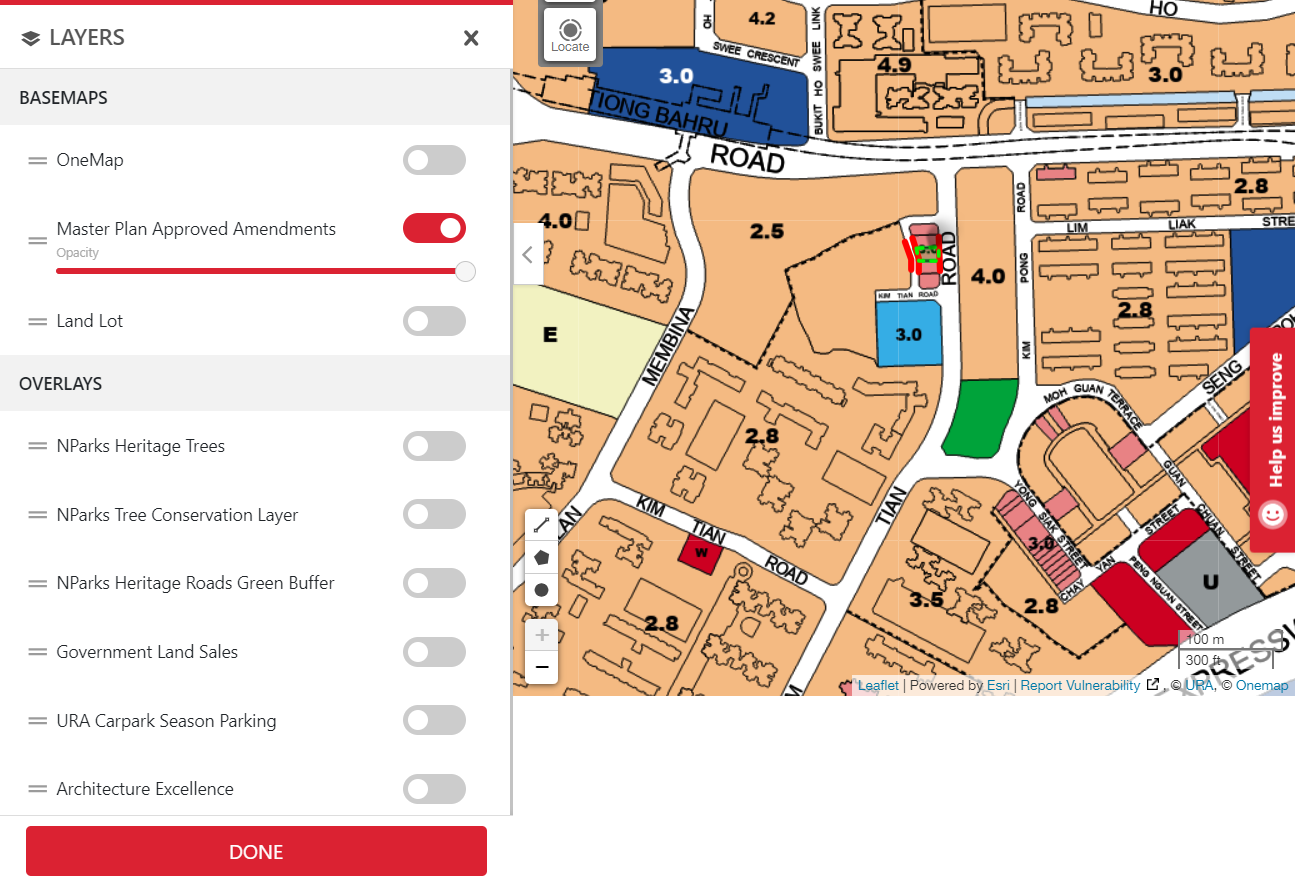 LAYERS
BASEMAPS
OneMap
Master Plan Approved Amendments
Opacity
Land Lot
OVERLAYS
NParks Heritage Trees
NParks Tree Conservation Layer
NParks Heritage Roads Green Buffer
Government Land Sales
URA Carpark Season Parking
Architecture Excellence
DONE
Locate
HO
4.2
SWEE CRESCENT
BUKIT HO SWEE LINK
HO
4.9
3.0
3.0
TIONG BAHRU
ROAD
4.0
2.5
ROAD
4.0
KIM PONG ROAD
2.8
LIM LIAK STRE
KIM TIAN ROAD
3.0
2.8
E
MEMBINA
SENG
MOH GUAN TERRACE
2.8
GUAN
CHUAN
STREET
YONG SIAK STREET
STREET
KIM TIAN ROAD
TIAN
AN
W
3.0
CHAY YAN
PENG NGUAN STREET
U
2.8
3.5
2.8
M
EXPRESSW
100 m
300 ft
Leaflet | Powered by Esri | Report Vulnerability , © URA, © Onemap
Help us improve
+
−